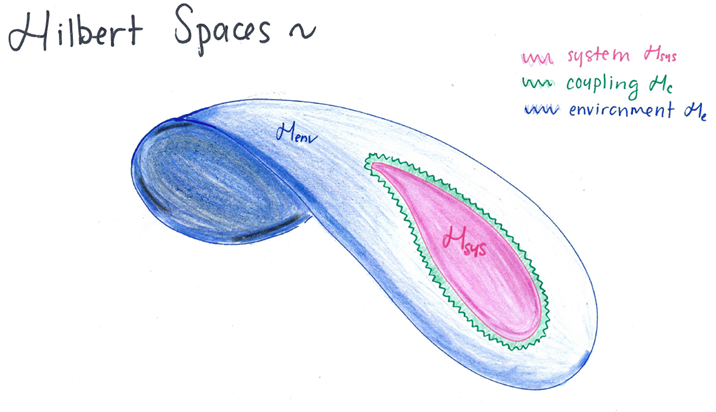 Hilbert Spaces ~
system Hsys
coupling Hc
environment He
Henv
Hsys